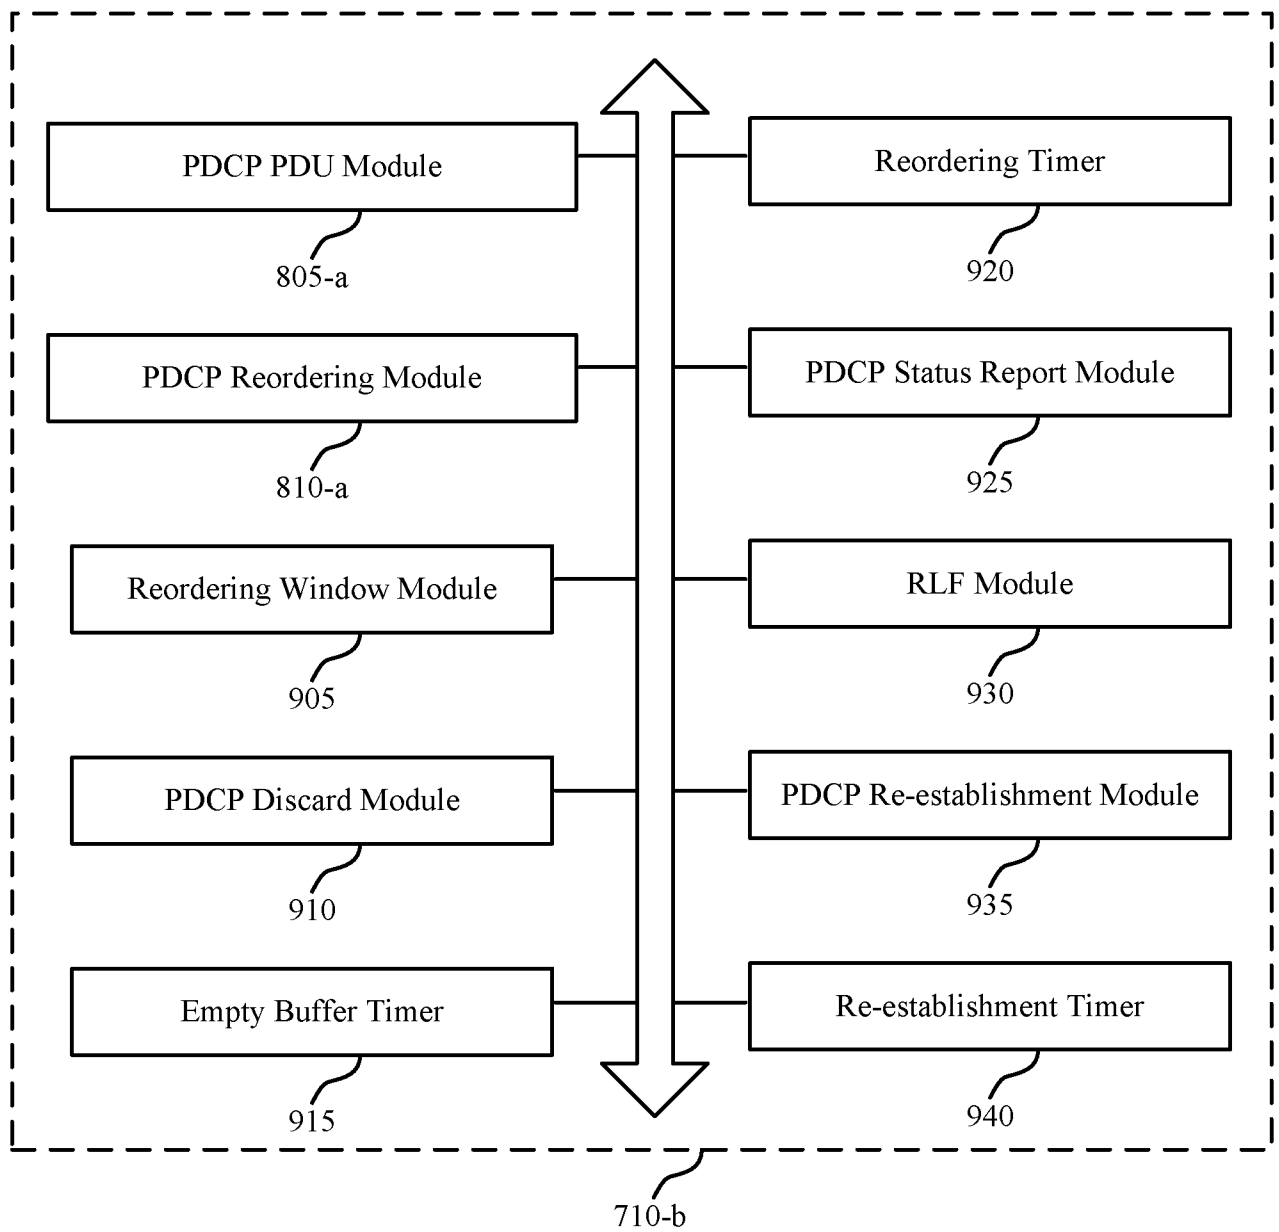 PDCP PDU Module
805-a
Reordering Timer
920
PDCP Reordering Module
810-a
PDCP Status Report Module
925
Reordering Window Module
905
RLF Module
930
PDCP Discard Module
910
PDCP Re-establishment Module
935
Empty Buffer Timer
915
Re-establishment Timer
940
710-b